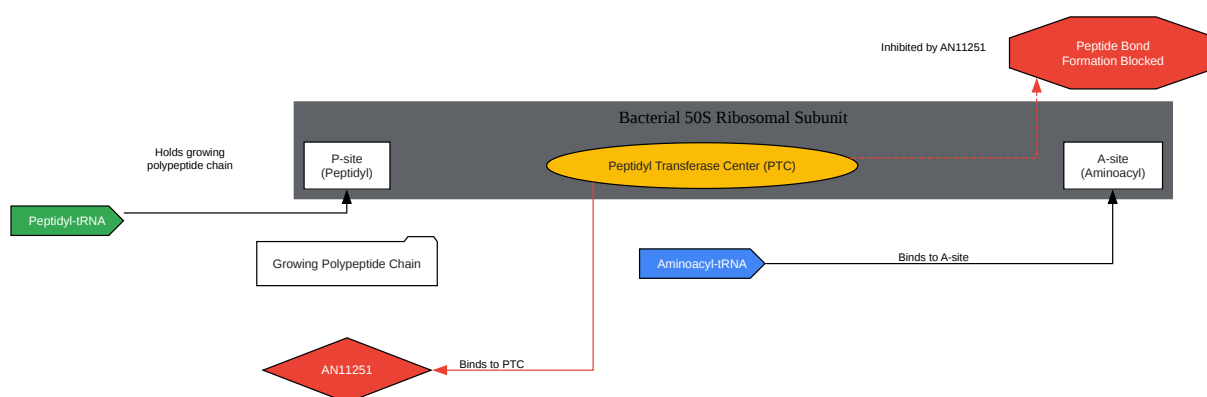 Inhibited by AN11251
Peptide Bond
Formation Blocked
Bacterial 50S Ribosomal Subunit
Holds growing
polypeptide chain
P-site
(Peptidyl)
Peptidyl Transferase Center (PTC)
A-site
(Aminoacyl)
Peptidyl-tRNA
Growing Polypeptide Chain
Aminoacyl-tRNA
Binds to A-site
AN11251
Binds to PTC